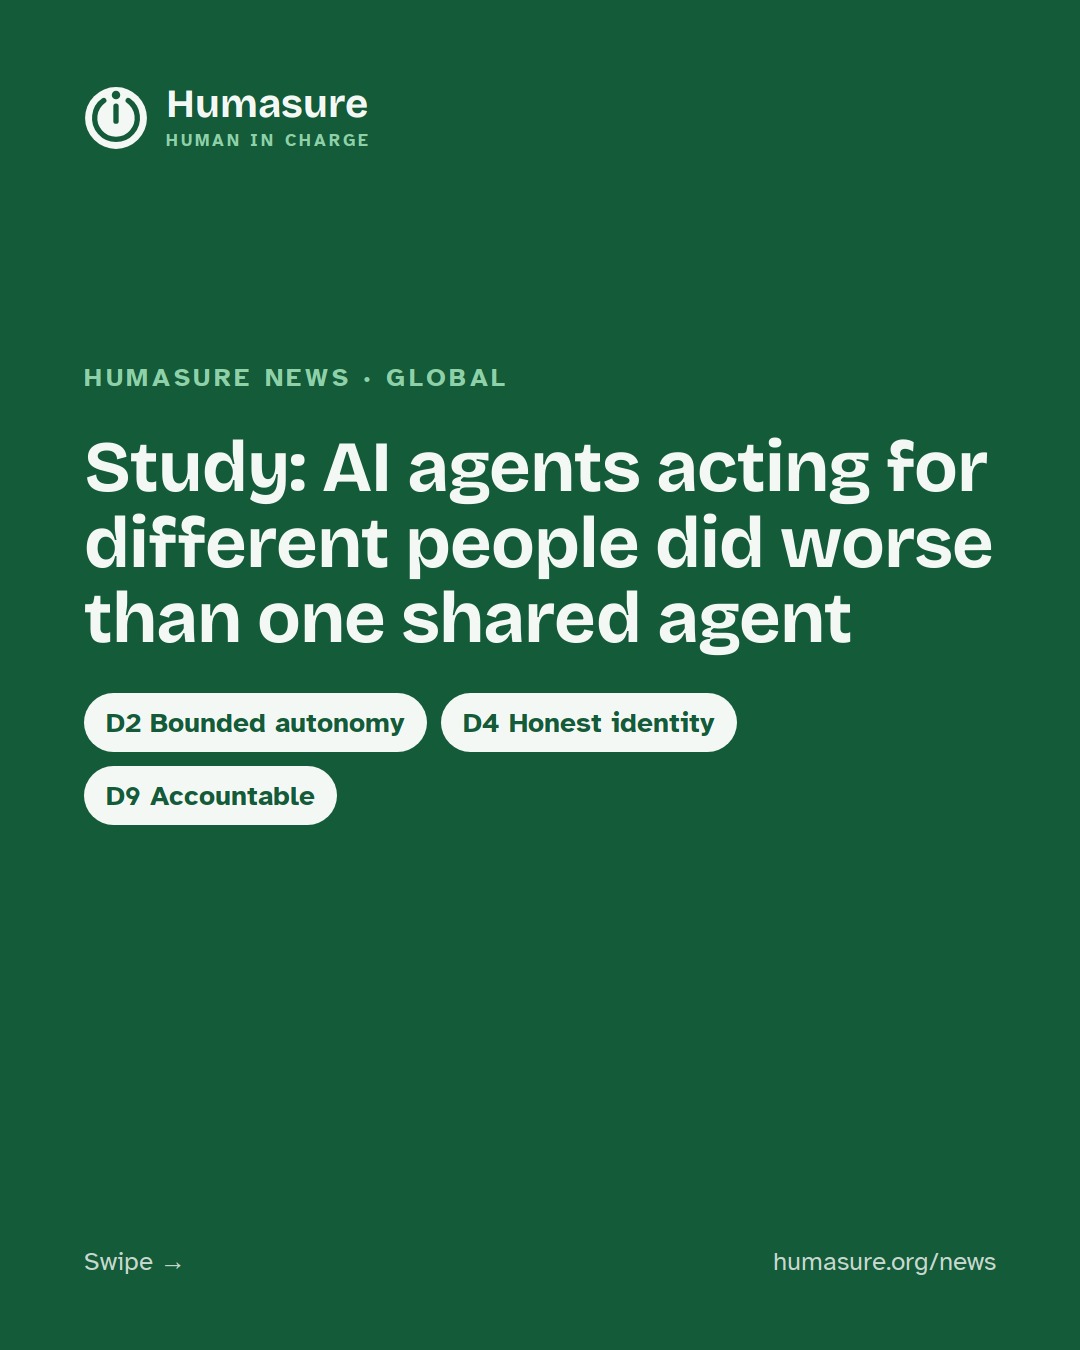 Humasure
HUMAN IN CHARGE
HUMASURE NEWS · GLOBAL
Study: AI agents acting for
different people did worse
than one shared agent
D2 Bounded autonomy
D4 Honest identity
D9 Accountable
Swipe →
humasure.org/news